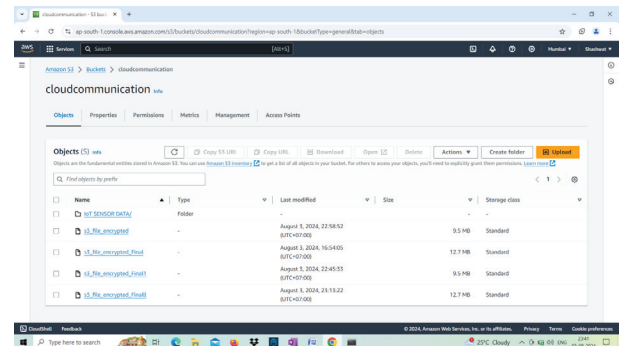 cloudcommunication - S3 buc
ap-south-1.console.aws.amazon.com/s3/buckets/cloudcommunication?region=ap-south-1&bucketType=general&tab=objects
aws Services Search [Alt+S] Mumbai
Amazon S3 > Buckets > cloudcommunication
cloudcommunication Info
Objects Properties Permissions Metrics Management Access Points
Objects (5) Info Copy S3 URI Copy URL Download Open Delete Actions Create folder Upload
Objects are the fundamental entities stored in Amazon S3. You can use Amazon S3 inventory to get a list of all objects in your bucket. For others to access your objects, you'll need to explicitly grant them permissions. Learn more
Find objects by prefix 1
Name Type Last modified Size Storage class
IoT SENSOR DATA/ Folder - - -
s3_file_encrypted - August 3, 2024, 22:58:52 (UTC+07:00) 9.5 MB Standard
s3_file_encrypted_Final - August 3, 2024, 16:54:05 (UTC+07:00) 12.7 MB Standard
s3_file_encrypted_Final1 - August 3, 2024, 22:45:33 (UTC+07:00) 9.5 MB Standard
- August 3, 2024, 23:13:22 (UTC+07:00) 12.7 MB Standard
CloudShell Feedback © 2024, Amazon Web Services, Inc. or its affiliates. Privacy Terms Cookie preferences
Type here to search 25°C Cloudy ENG